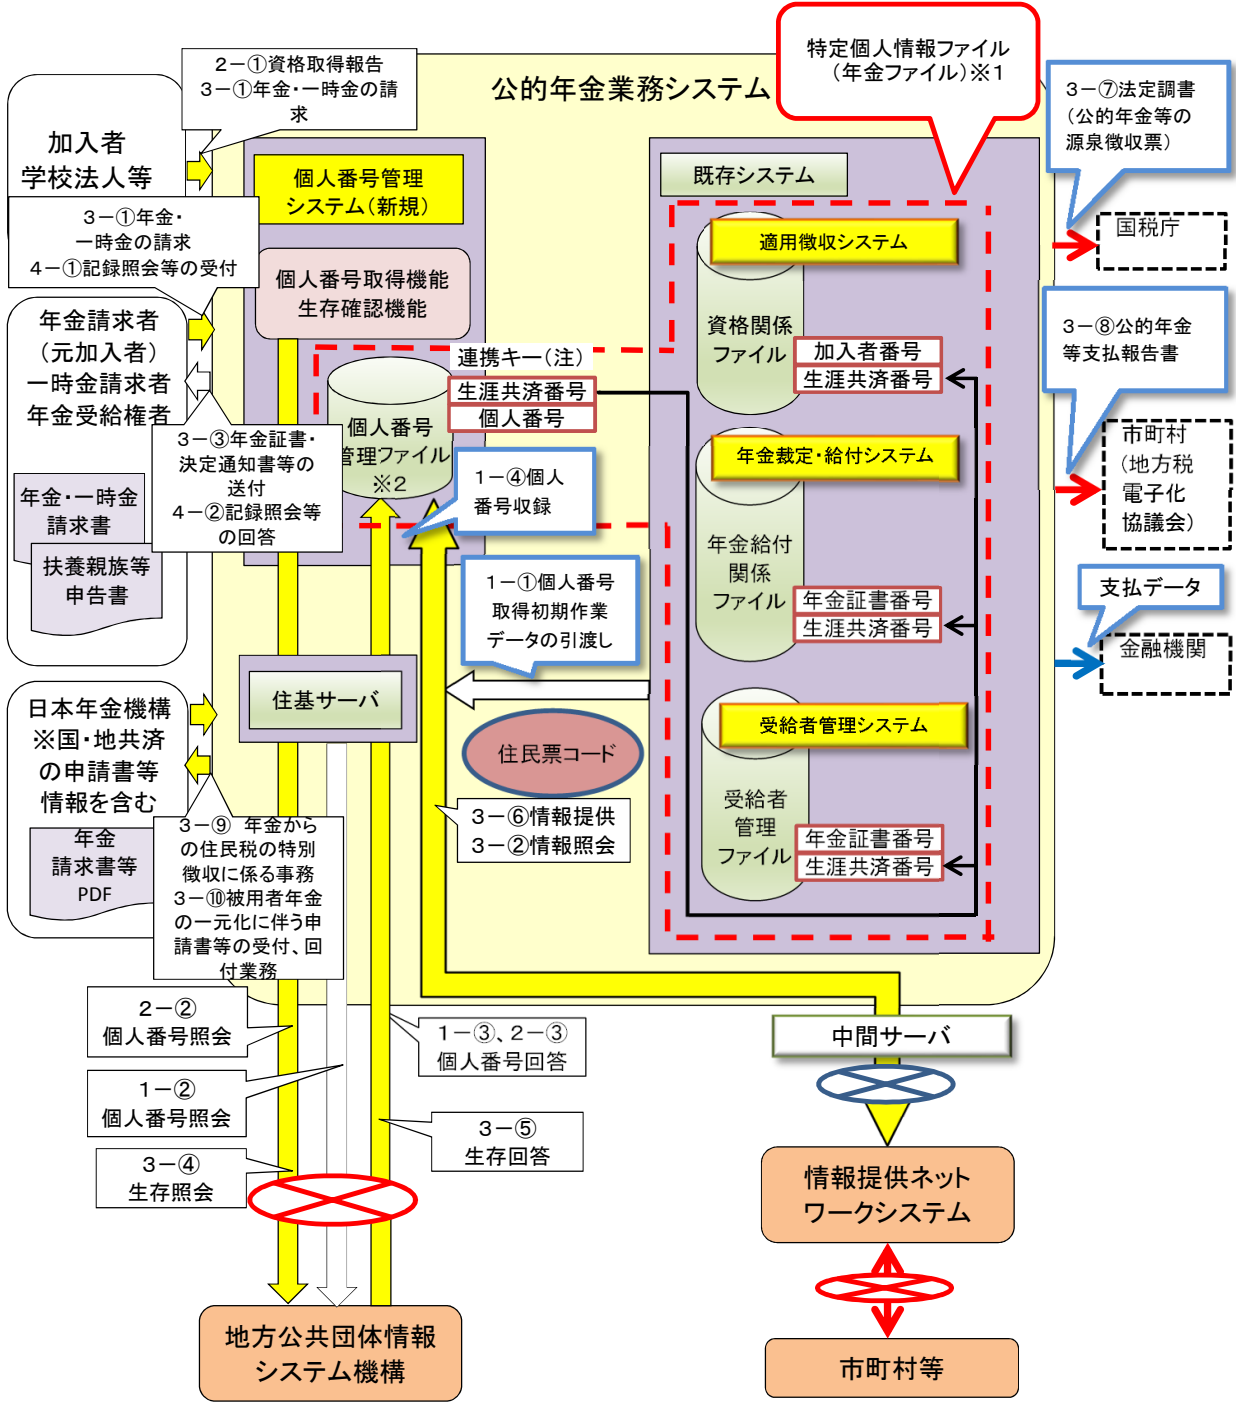 特定個人情報ファイル
(年金ファイル)※1
2－①資格取得報告
3－①年金・一時金の請
求
公的年金業務システム
3－⑦法定調書
(公的年金等の
源泉徴収票)
加入者
学校法人等
個人番号管理
システム(新規)
既存システム
3－①年金・
一時金の請求
4－①記録照会等の受付
適用徴収システム
国税庁
個人番号取得機能
生存確認機能
年金請求者
(元加入者)
一時金請求者
年金受給権者
資格関係
ファイル
加入者番号
生涯共済番号
3－⑧公的年金
等支払報告書
連携キー(注)
生涯共済番号
個人番号
個人番号
管理ファイル
※2
3－③年金証書・
決定通知書等の
送付
4－②記録照会等
の回答
1－④個人
番号収録
年金裁定・給付システム
市町村
(地方税
電子化
協議会)
年金・一時金
請求書
扶養親族等
申告書
年金給付
関係
ファイル
年金証書番号
生涯共済番号
1－①個人番号
取得初期作業
データの引渡し
支払データ
金融機関
住基サーバ
日本年金機構
※国・地共済
の申請書等
情報を含む
住民票コード
受給者管理システム
年金
請求書等
PDF
3－⑨ 年金から
の住民税の特別
徴収に係る事務
3－⑩被用者年金
の一元化に伴う申
請書等の受付、回
付業務
3－⑥情報提供
3－②情報照会
受給者
管理
ファイル
年金証書番号
生涯共済番号
2－②
個人番号照会
1－③、2－③
個人番号回答
中間サーバ
1－②
個人番号照会
3－⑤
生存回答
3－④
生存照会
情報提供ネット
ワークシステム
地方公共団体情報
システム機構
市町村等